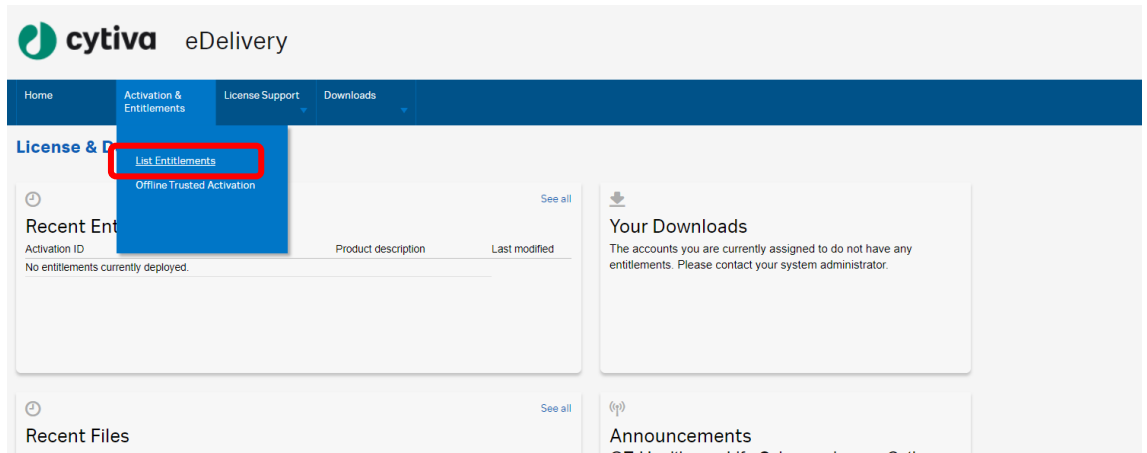 cytiva eDelivery
Home
Activation &
Entitlements
License Support
Downloads
License & D
List Entitlements
Offline Trusted Activation
See all
Recent Ent
Activation ID
Product description
Last modified
No entitlements currently deployed.
Your Downloads
The accounts you are currently assigned to do not have any
entitlements. Please contact your system administrator.
See all
Recent Files
Announcements